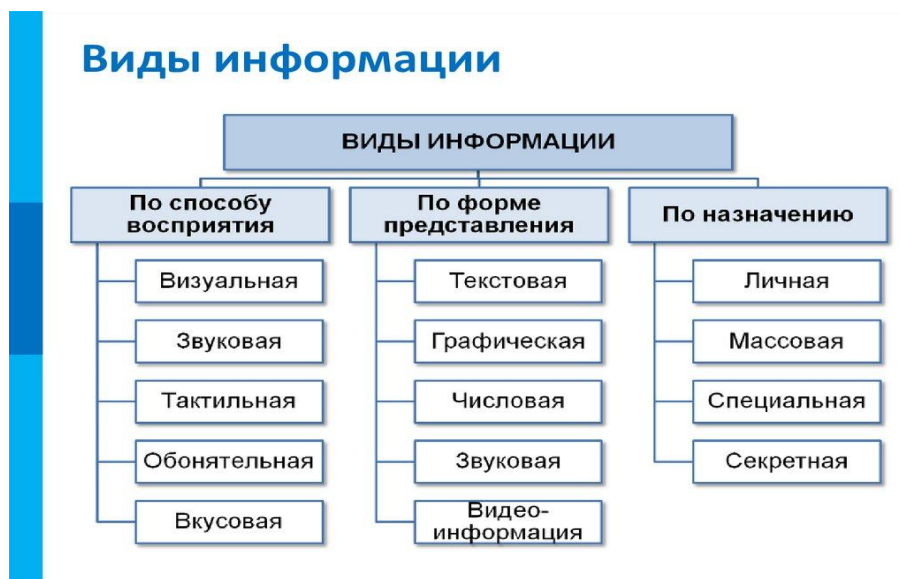 Виды информации
ВИДЫ ИНФОРМАЦИИ
По способу
восприятия
Визуальная
Звуковая
Тактильная
Обонятельная
Вкусовая
По форме
представления
Текстовая
Графическая
Числовая
Звуковая
Видео-
информация
По назначению
Личная
Массовая
Специальная
Секретная